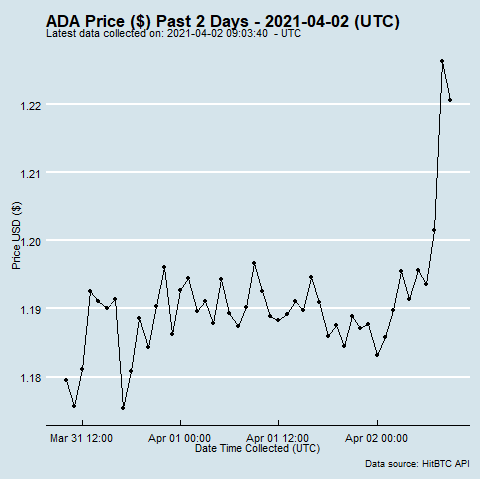 ADA Price ($) Past 2 Days - 2021-04-02 (UTC)
Latest data collected on: 2021-04-02 09:03:40  - UTC
1.22
1.21
1.20
1.19
1.18
Price USD ($)
Mar 31 12:00
Apr 01 00:00
Apr 01 12:00
Apr 02 00:00
Date Time Collected (UTC)
Data source: HitBTC API